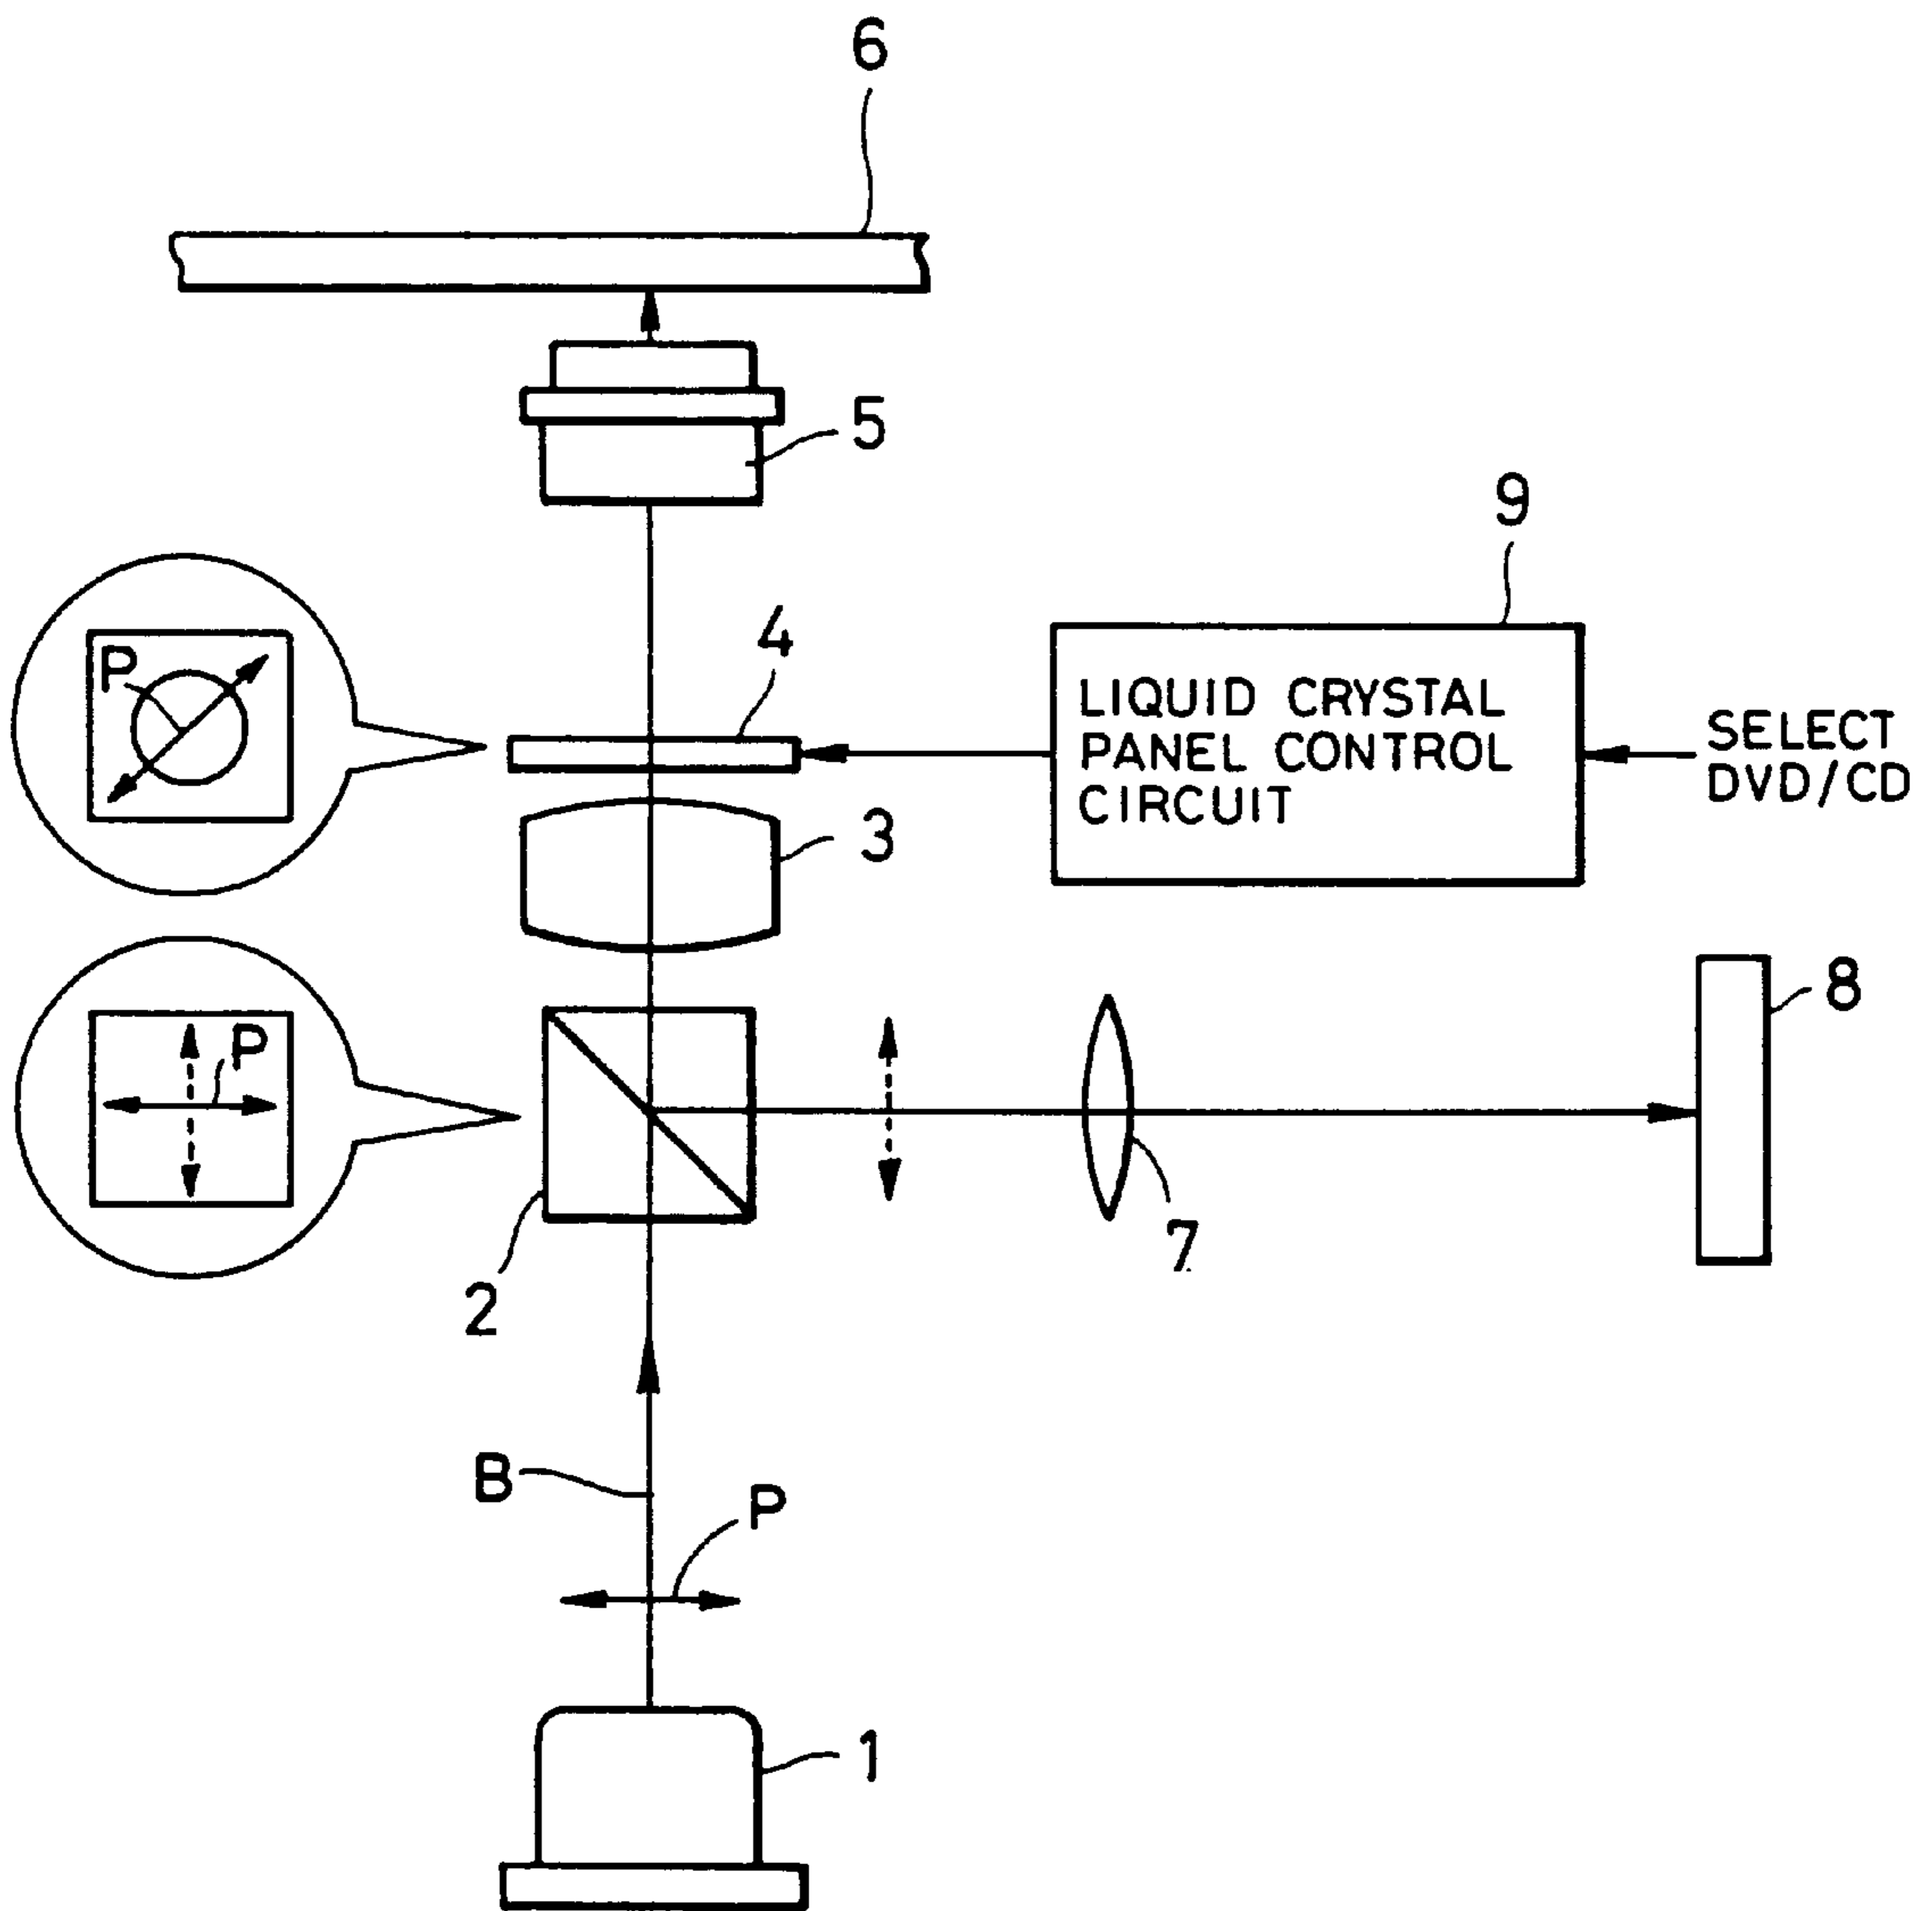 6
5
9
4
P
LIQUID CRYSTAL
PANEL CONTROL
CIRCUIT
SELECT
DVD/CD
3
8
P
7
2
B
P
1